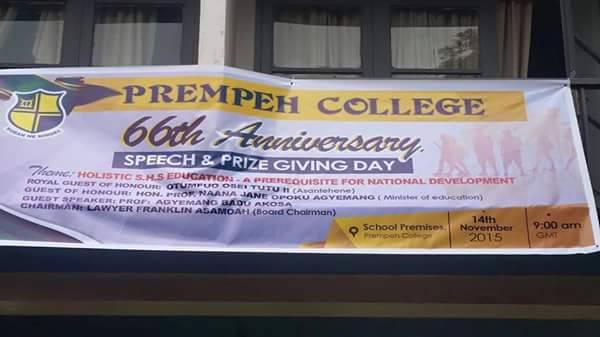 PREMPEH COLLEGE
66th Anniversary.
SPEECH & PRIZE GIVING DAY
Theme: HOLISTIC S.H.S EDUCATION - A PREREQUISITE FOR NATIONAL DEVELOPMENT
ROYAL GUEST OF HONOUR: OTUMFUO OSEI TUTU II (Asantehene)
GUEST OF HONOUR: HON. PROF. NAANA JANE OPOKU AGYEMANG ( Minister of education)
GUEST SPEAKER: PROF: AGYEMANG BADU AKOSA
CHAIRMAN: LAWYER FRANKLIN ASAMOAH (Board Chairman)
School Premises.
Prempeh College
14th
November
2015
9:00 am
GMT